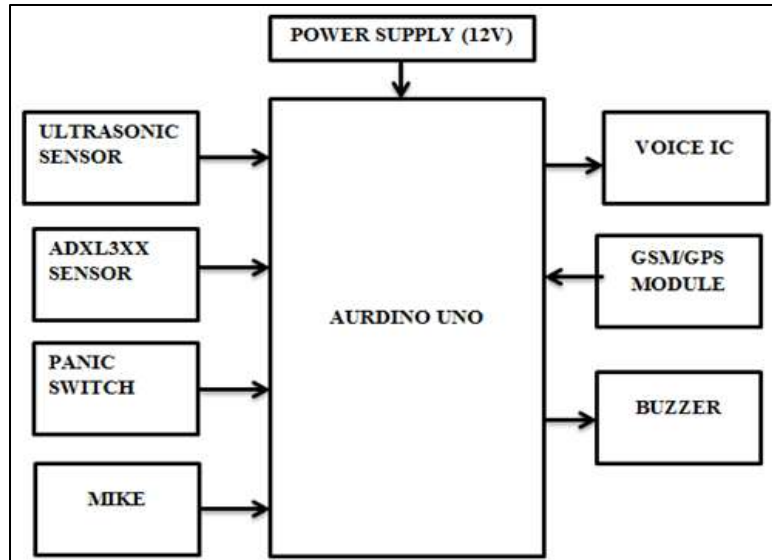 POWER SUPPLY (12V)
ULTRASONIC
SENSOR
ADXL3XX
SENSOR
PANIC
SWITCH
MIKE
AURDINO UNO
VOICE IC
GSM/GPS
MODULE
BUZZER